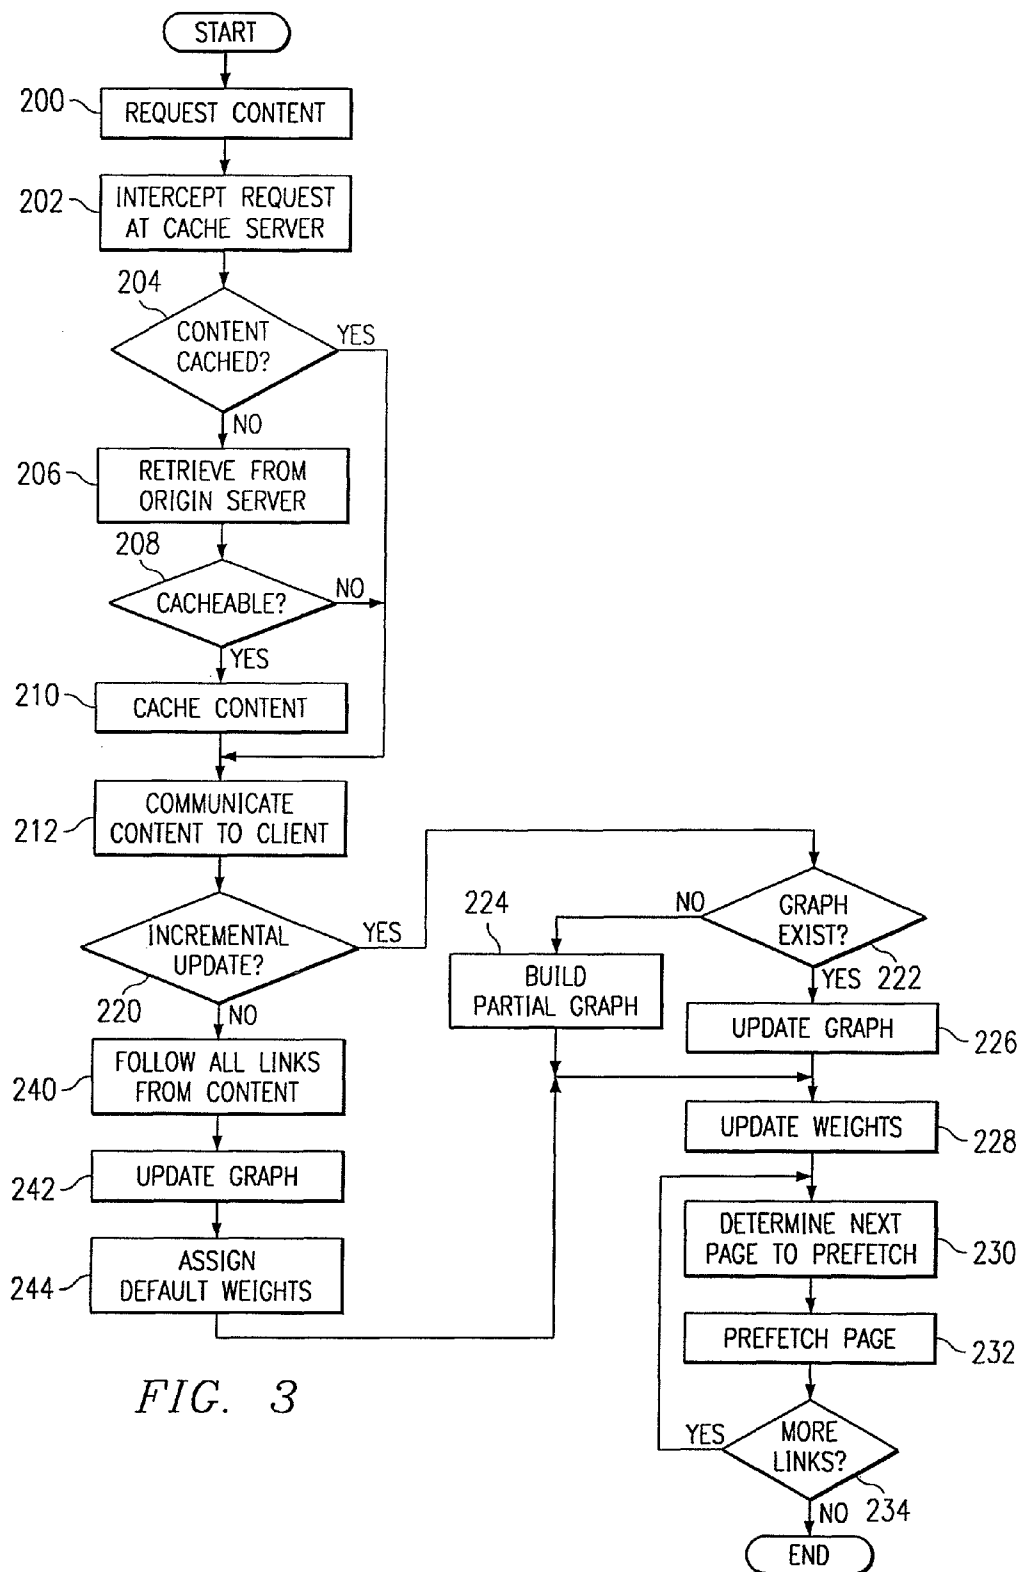 START
200
REQUEST CONTENT
202
INTERCEPT REQUEST
AT CACHE SERVER
204
CONTENT
CACHED?
YES
NO
206
RETRIEVE FROM
ORIGIN SERVER
208
CACHEABLE?
NO
YES
210
CACHE CONTENT
212
COMMUNICATE
CONTENT TO CLIENT
INCREMENTAL
UPDATE?
YES
220
NO
240
FOLLOW ALL LINKS
FROM CONTENT
242
UPDATE GRAPH
244
ASSIGN
DEFAULT WEIGHTS
GRAPH
EXIST?
NO
222
YES
224
BUILD
PARTIAL GRAPH
UPDATE GRAPH
226
UPDATE WEIGHTS
228
DETERMINE NEXT
PAGE TO PREFETCH
230
PREFETCH PAGE
232
MORE
LINKS?
YES
234
NO
END
FIG. 3